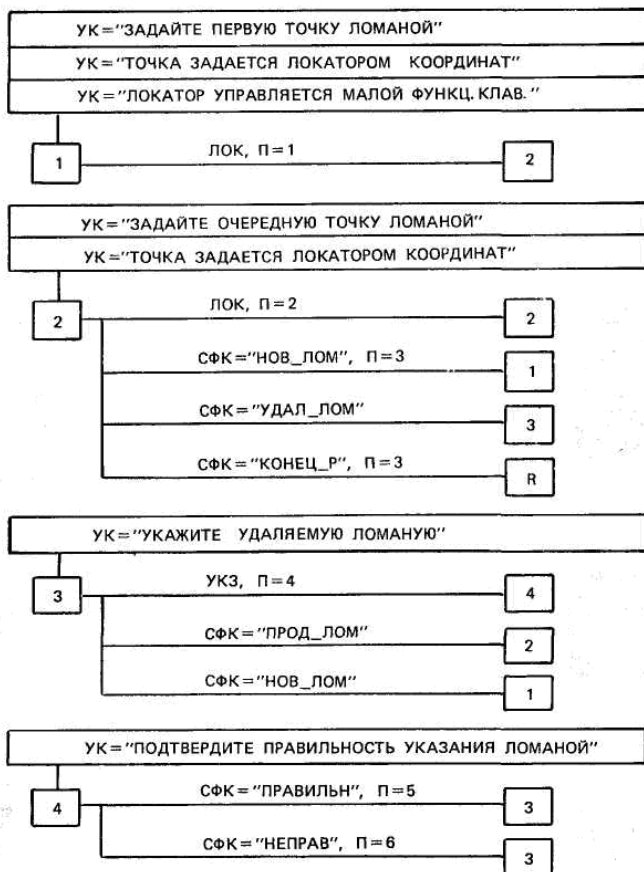 УК="ЗАДАЙТЕ ПЕРВУЮ ТОЧКУ ЛОМАНОЙ"
УК="ТОЧКА ЗАДАЕТСЯ ЛОКАТОРОМ КООРДИНАТ"
УК="ЛОКАТОР УПРАВЛЯЕТСЯ МАЛОЙ ФУНКЦ. КЛАВ."
1 ЛОК, П=1 2
УК="ЗАДАЙТЕ ОЧЕРЕДНУЮ ТОЧКУ ЛОМАНОЙ"
УК="ТОЧКА ЗАДАЕТСЯ ЛОКАТОРОМ КООРДИНАТ"
2 ЛОК, П=2 2
СФК="НОВ_ЛОМ", П=3 1
СФК="УДАЛ_ЛОМ" 3
СФК="КОНЕЦ_Р", П=3 R
УК="УКАЖИТЕ УДАЛЯЕМУЮ ЛОМАНУЮ"
3 УКЗ, П=4 4
СФК="ПРОД_ЛОМ" 2
СФК="НОВ_ЛОМ" 1
УК="ПОДТВЕРДИТЕ ПРАВИЛЬНОСТЬ УКАЗАНИЯ ЛОМАНОЙ"
4 СФК="ПРАВИЛЬН", П=5 3
СФК="НЕПРАВ", П=6 3